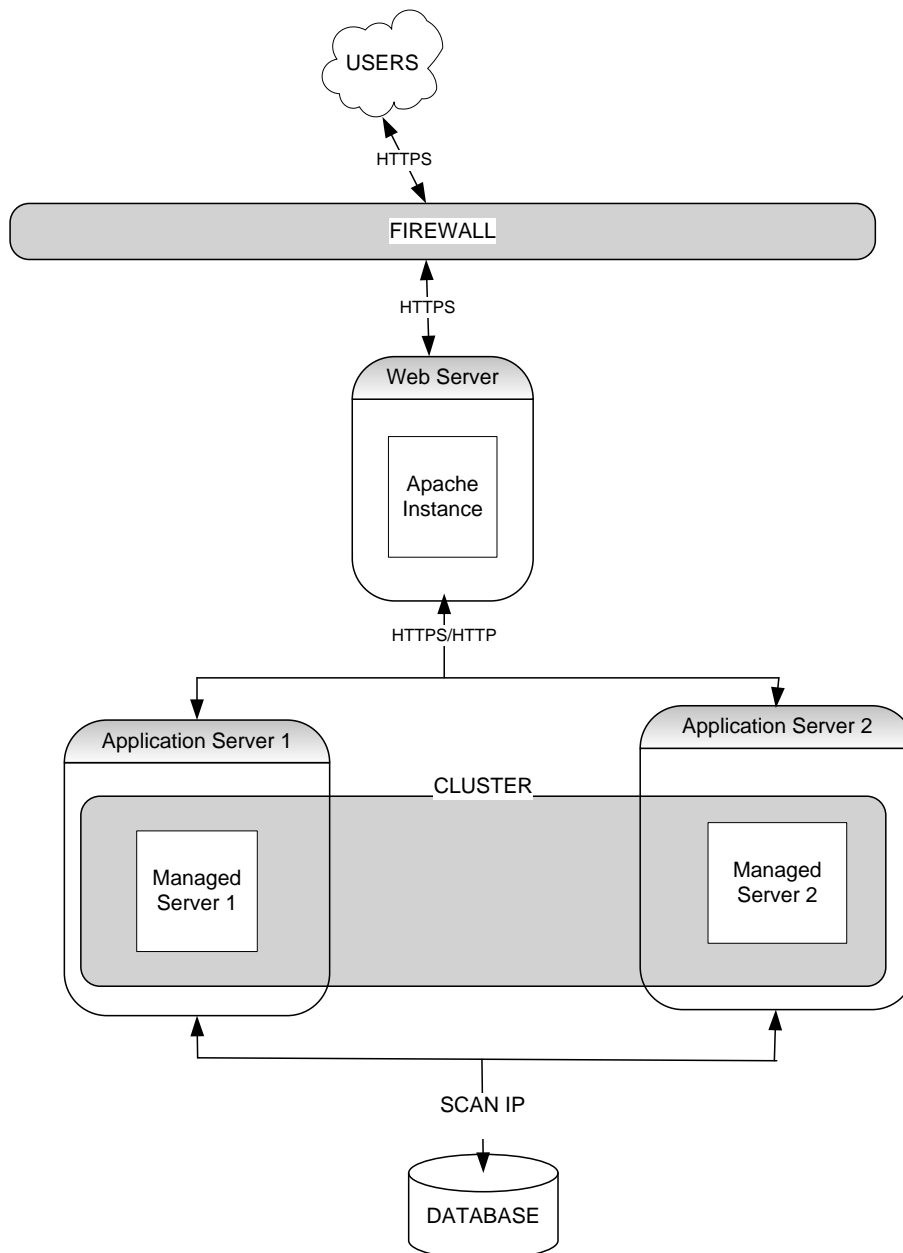 USERS
HTTPS
FIREWALL
HTTPS
Web Server
Apache
Instance
HTTPS/HTTP
Application Server 1
Application Server 2
CLUSTER
Managed
Server 1
Managed
Server 2
SCAN IP
DATABASE